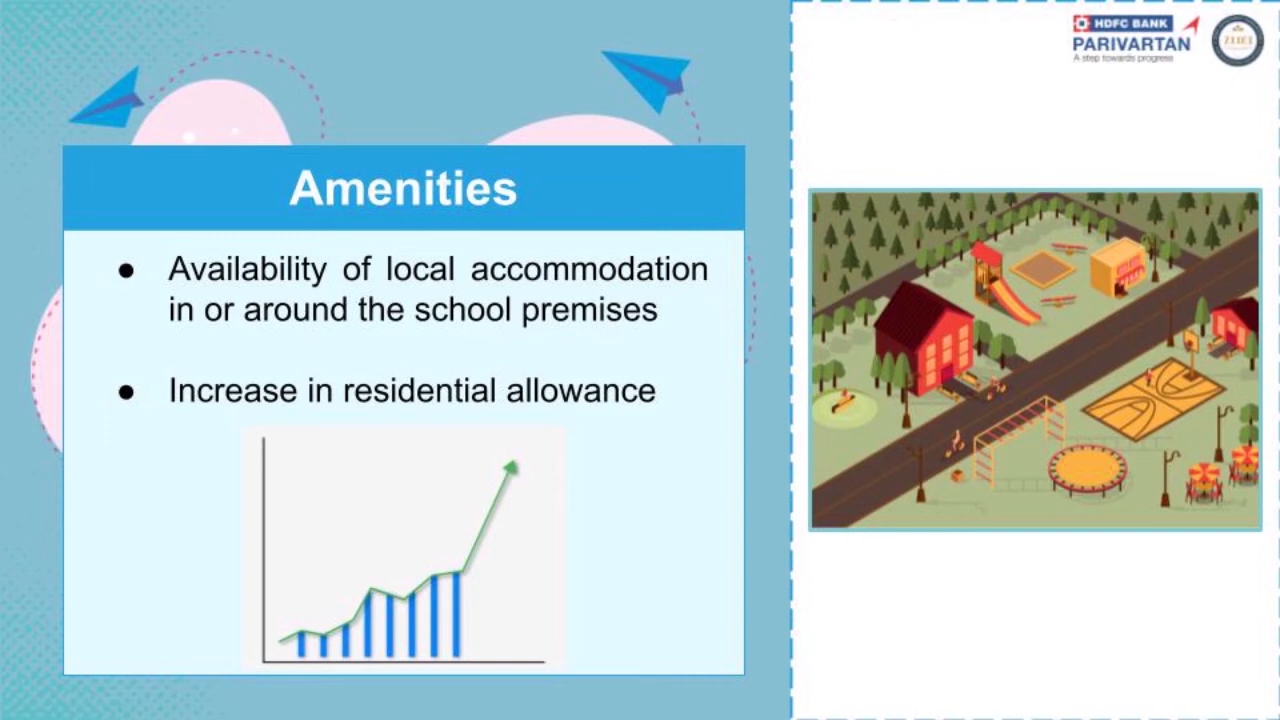 HDFC BANK
PARIVARTAN
A step towards progress
ZIIEI
Amenities
● Availability of local accommodation
in or around the school premises
● Increase in residential allowance